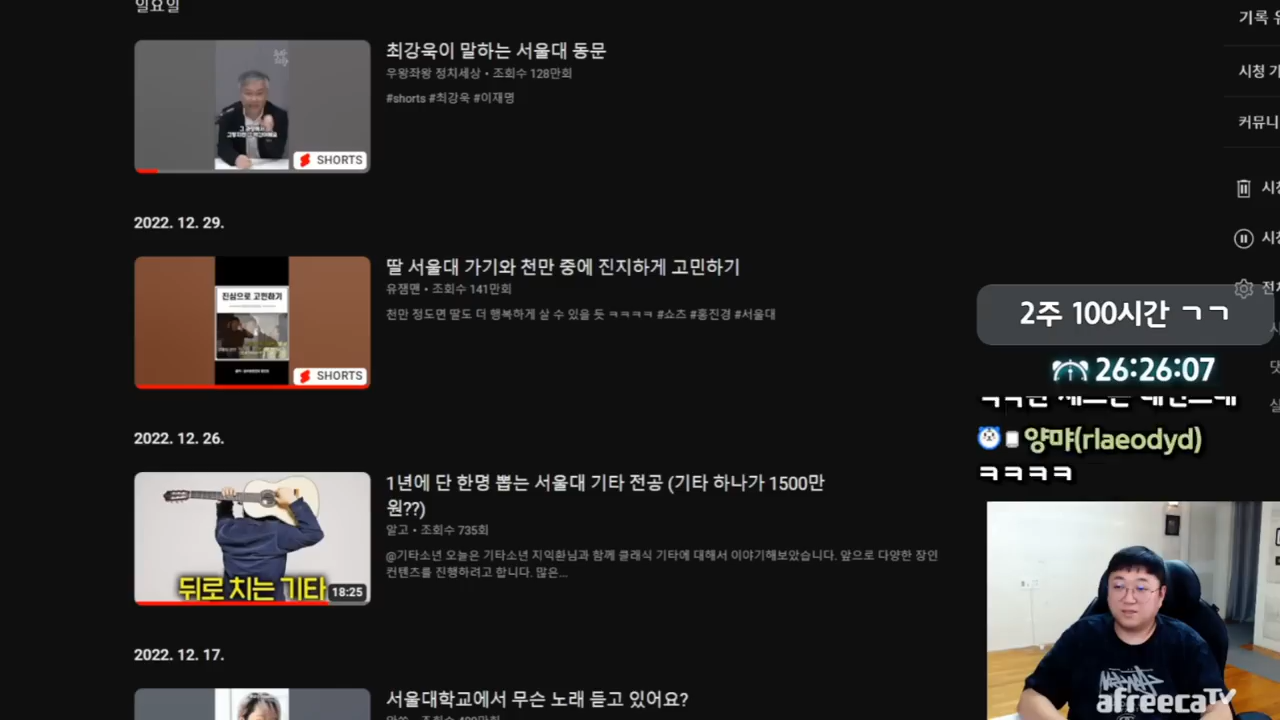 일요일
최강욱이 말하는 서울대 동문
우왕좌왕 정치세상 • 조회수 128만회
#shorts #최강욱 #이재명
SHORTS
2022. 12. 29.
딸 서울대 가기와 천만 중에 진지하게 고민하기
유잼맨 • 조회수 141만회
천만 정도면 딸도 더 행복하게 살 수 있을 듯 ㅋㅋㅋㅋ #쇼츠 #홍진경 #서울대
진심으로 고민하기
SHORTS
2022. 12. 26.
1년에 단 한명 뽑는 서울대 기타 전공 (기타 하나가 1500만
원??)
알고 • 조회수 735회
@기타소년 오늘은 기타소년 지익환님과 함께 클래식 기타에 대해서 이야기해보았습니다. 앞으로 다양한 장인
컨텐츠를 진행하려고 합니다. 많은...
뒤로 치는 기타
18:25
2022. 12. 17.
서울대학교에서 무슨 노래 듣고 있어요?
기록
시청
커뮤니
2주 100시간 ㄱㄱ
26:26:07
양먀(rlaeodyd)
ㅋㅋㅋㅋ
afreecaTV